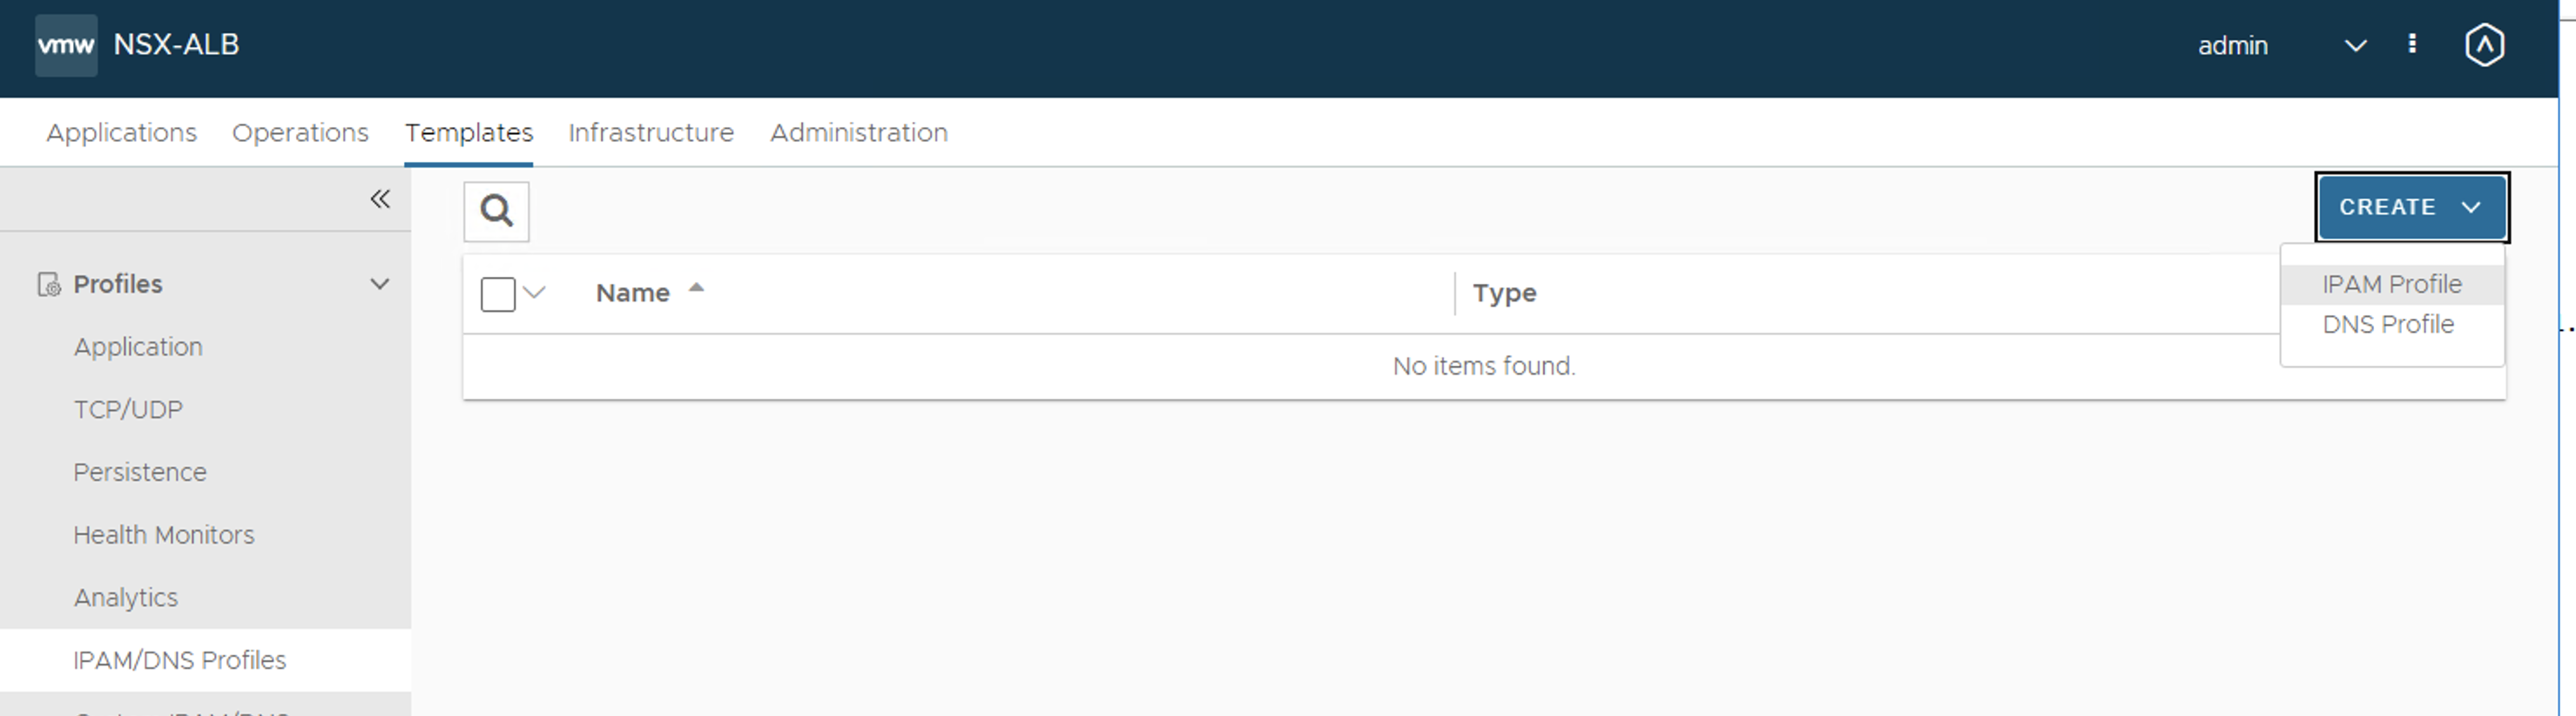 vmw NSX-ALB admin
Applications Operations Templates Infrastructure Administration
CREATE
Profiles
Name Type
IPAM Profile
DNS Profile
No items found.
Application
TCP/UDP
Persistence
Health Monitors
Analytics
IPAM/DNS Profiles